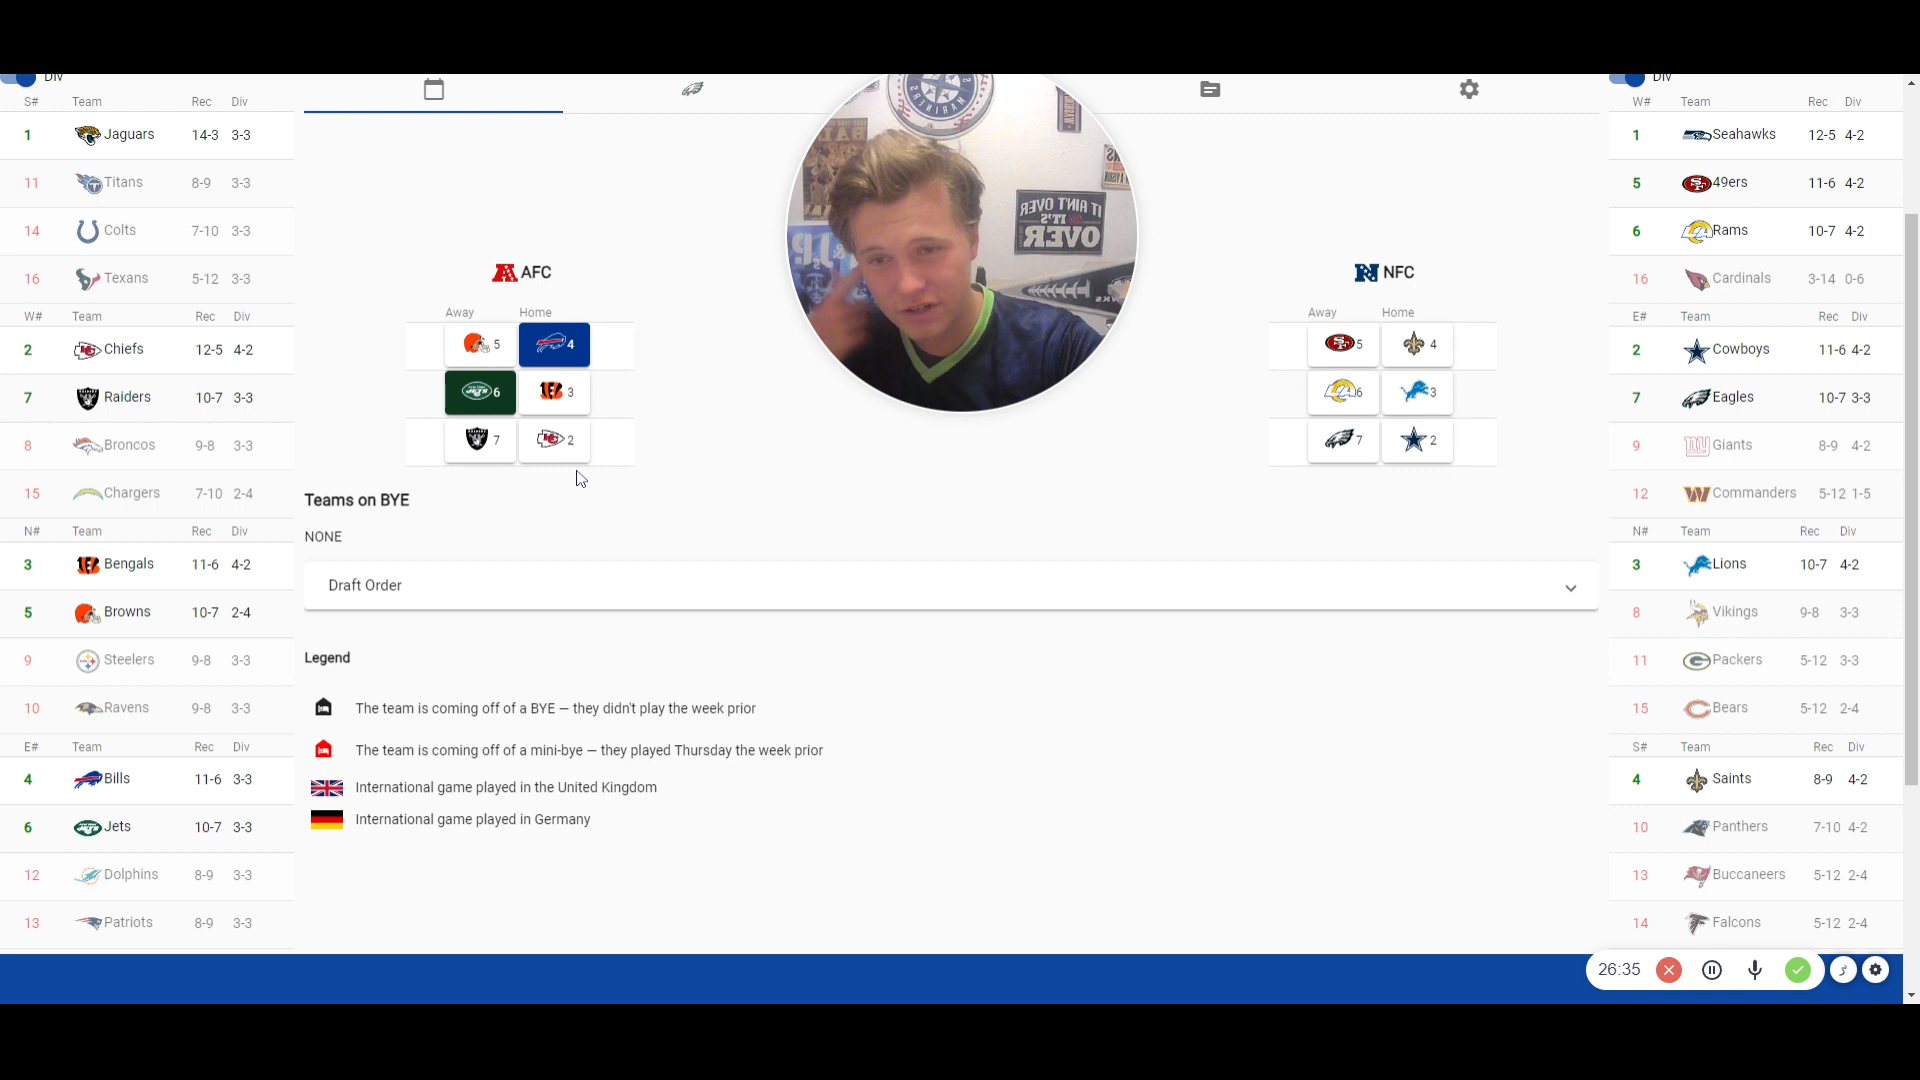 Div
S# Team Rec Div
1 Jaguars 14-3 3-3
11 Titans 8-9 3-3
14 Colts 7-10 3-3
16 Texans 5-12 3-3
W# Team Rec Div
2 Chiefs 12-5 4-2
7 Raiders 10-7 3-3
8 Broncos 9-8 3-3
15 Chargers 7-10 2-4
N# Team Rec Div
3 Bengals 11-6 4-2
5 Browns 10-7 2-4
9 Steelers 9-8 3-3
10 Ravens 9-8 3-3
E# Team Rec Div
4 Bills 11-6 3-3
6 Jets 10-7 3-3
12 Dolphins 8-9 3-3
13 Patriots 8-9 3-3
MARINERS
IT AIN'T OVER
'TIL IT'S
OVER
AFC
Away Home
5 4
6 3
7 2
NFC
Away Home
5 4
6 3
7 2
Teams on BYE
NONE
Draft Order
Legend
The team is coming off of a BYE — they didn't play the week prior
The team is coming off of a mini-bye — they played Thursday the week prior
International game played in the United Kingdom
International game played in Germany
Div
W# Team Rec Div
1 Seahawks 12-5 4-2
5 49ers 11-6 4-2
6 Rams 10-7 4-2
16 Cardinals 3-14 0-6
E# Team Rec Div
2 Cowboys 11-6 4-2
7 Eagles 10-7 3-3
9 Giants 8-9 4-2
12 Commanders 5-12 1-5
N# Team Rec Div
3 Lions 10-7 4-2
8 Vikings 9-8 3-3
11 Packers 5-12 3-3
15 Bears 5-12 2-4
S# Team Rec Div
4 Saints 8-9 4-2
10 Panthers 7-10 4-2
13 Buccaneers 5-12 2-4
14 Falcons 5-12 2-4
26:35